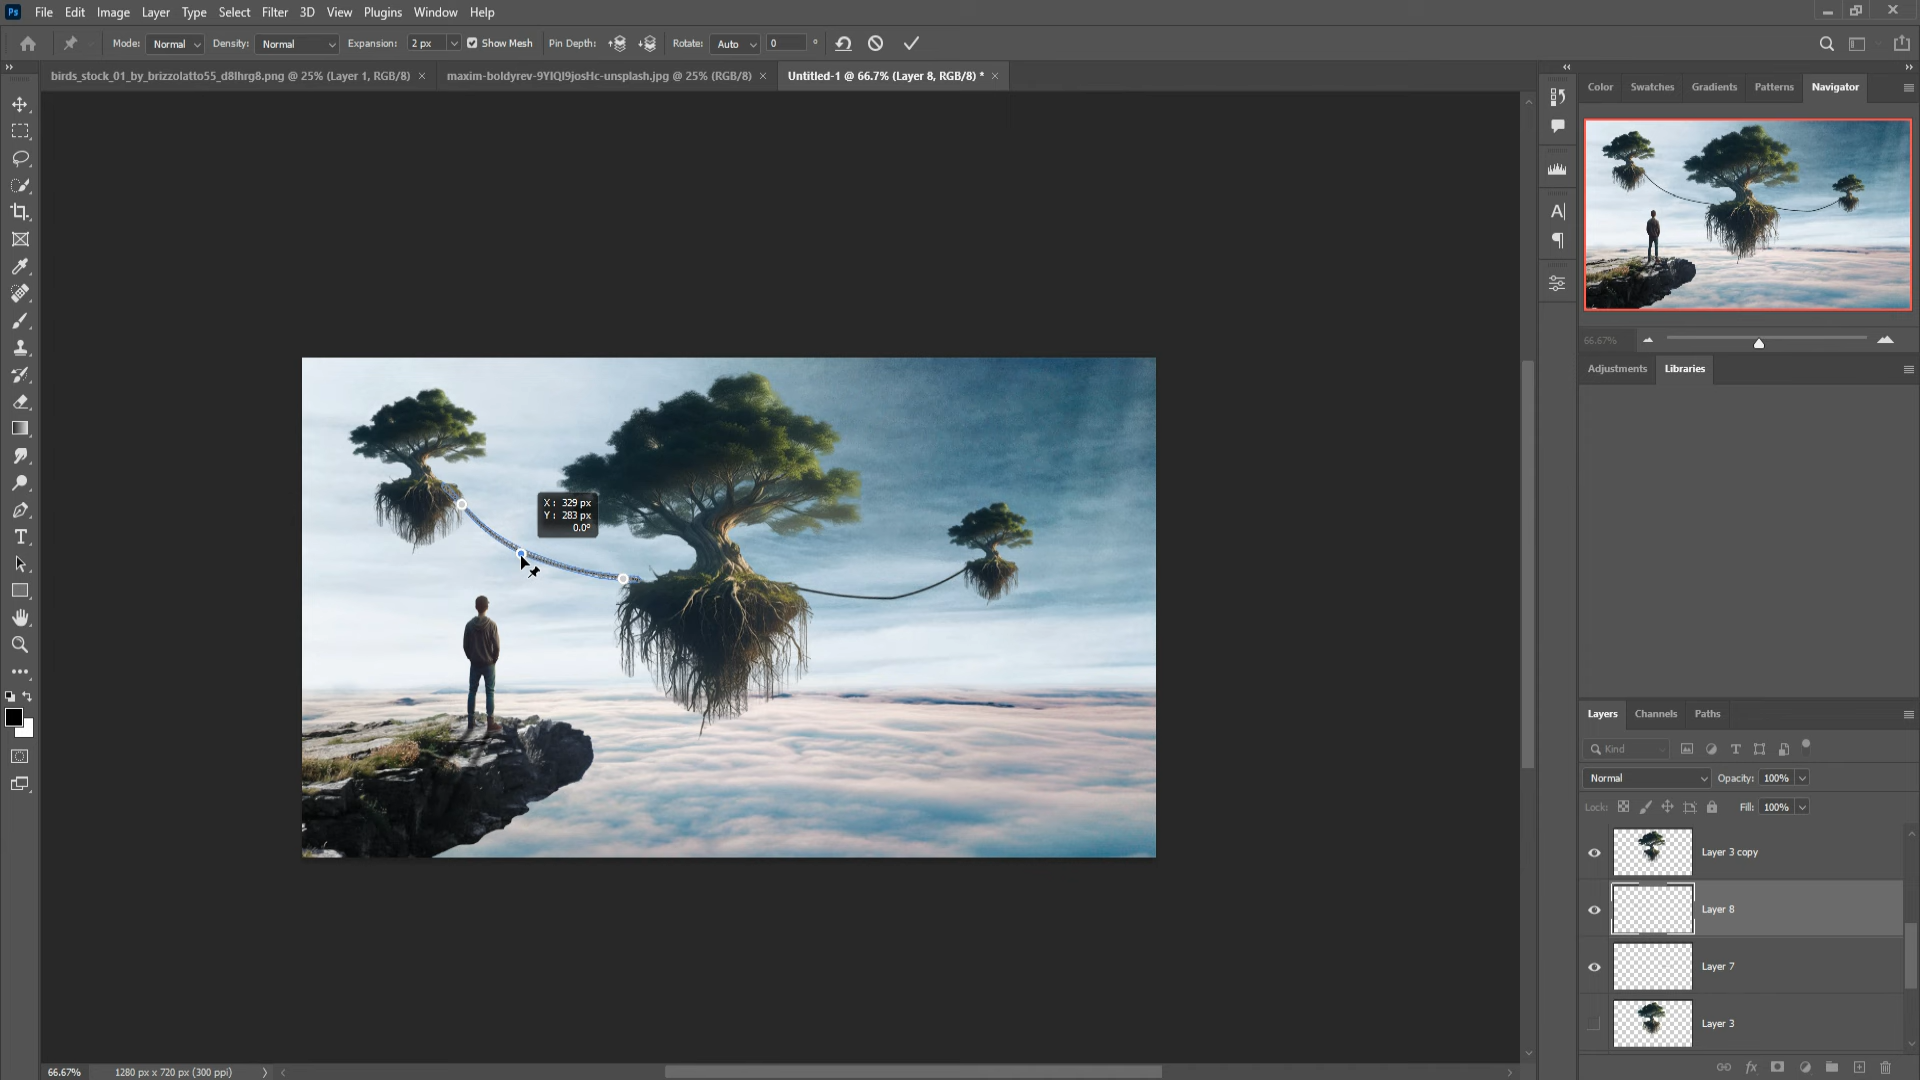 Ps File Edit Image Layer Type Select Filter 3D View Plugins Window Help
Mode: Normal Density: Normal Expansion: 2 px Show Mesh Pin Depth: Rotate: Auto 0 °
birds_stock_01_by_brizzolatto55_d8lhrg8.png @ 25% (Layer 1, RGB/8) × maxim-boldyrev-9YIQI9josHc-unsplash.jpg @ 25% (RGB/8) × Untitled-1 @ 66.7% (Layer 8, RGB/8) * ×
Color Swatches Gradients Patterns Navigator
66.67%
Adjustments Libraries
X : 329 px
Y : 283 px
0.0°
Layers Channels Paths
Kind
Normal Opacity: 100%
Lock: Fill: 100%
Layer 3 copy
Layer 8
Layer 7
Layer 3
66.67% 1280 px x 720 px (300 ppi)